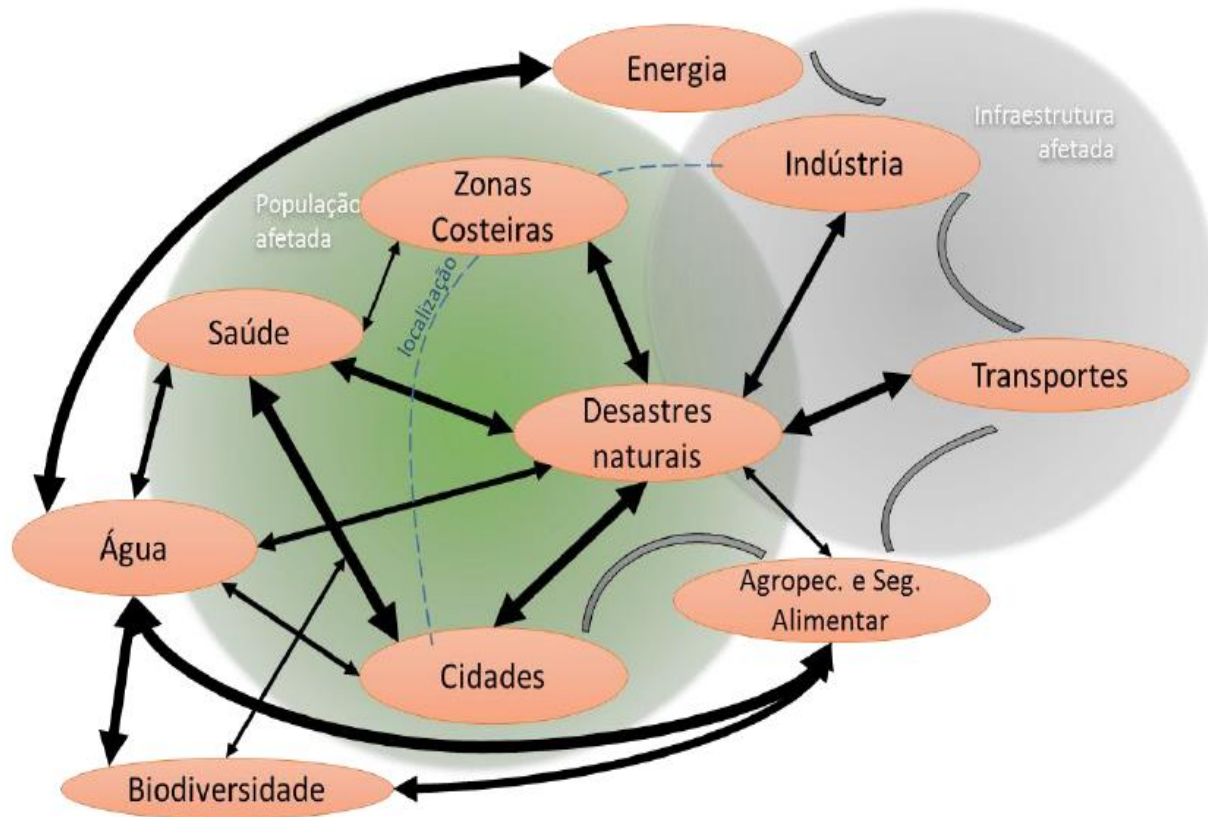 Energia
Infraestrutura
afetada
Indústria
Zonas
Costeiras
População
afetada
localização
Saúde
Transportes
Desastres
naturais
Água
Agropec. e Seg.
Alimentar
Cidades
Biodiversidade